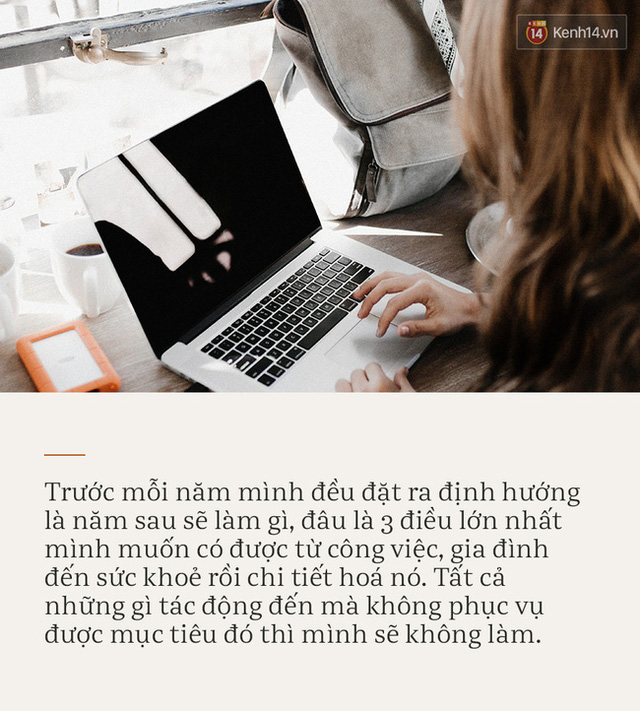 14 Kenh14.vn
Trước mỗi năm mình đều đặt ra định hướng
là năm sau sẽ làm gì, đâu là 3 điều lớn nhất
mình muốn có được từ công việc, gia đình
đến sức khoẻ rồi chi tiết hoá nó. Tất cả
những gì tác động đến mà không phục vụ
được mục tiêu đó thì mình sẽ không làm.